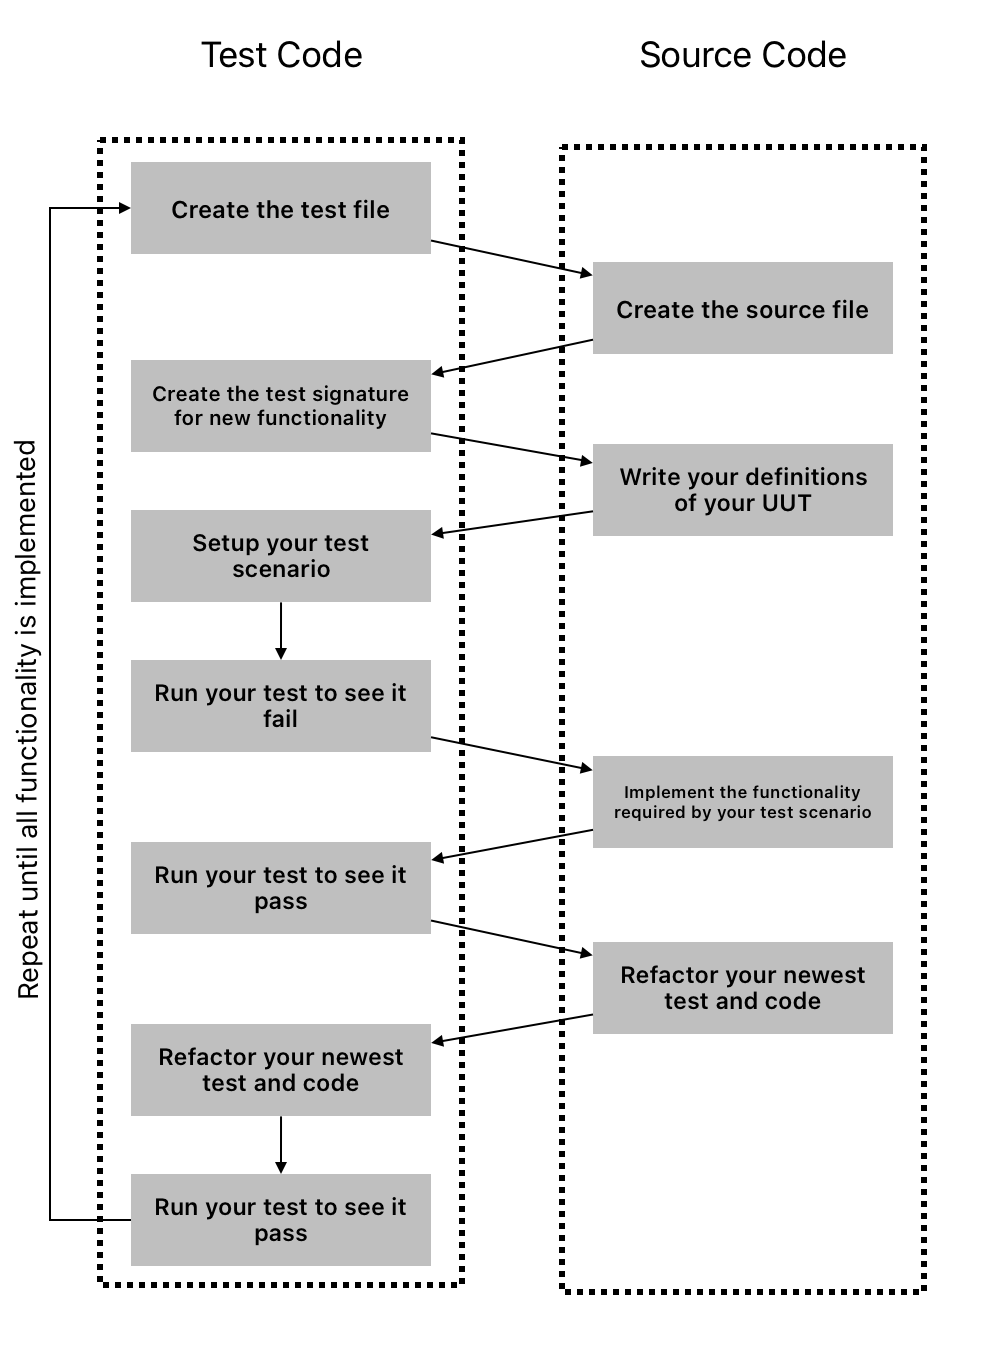 Test Code
Source Code
Create the test file
Create the source file
Create the test signature
for new functionality
Write your definitions
of your UUT
Setup your test
scenario
Run your test to see it
fail
Implement the functionality
required by your test scenario
Run your test to see it
pass
Refactor your newest
test and code
Refactor your newest
test and code
Run your test to see it
pass
Repeat until all functionality is implemented